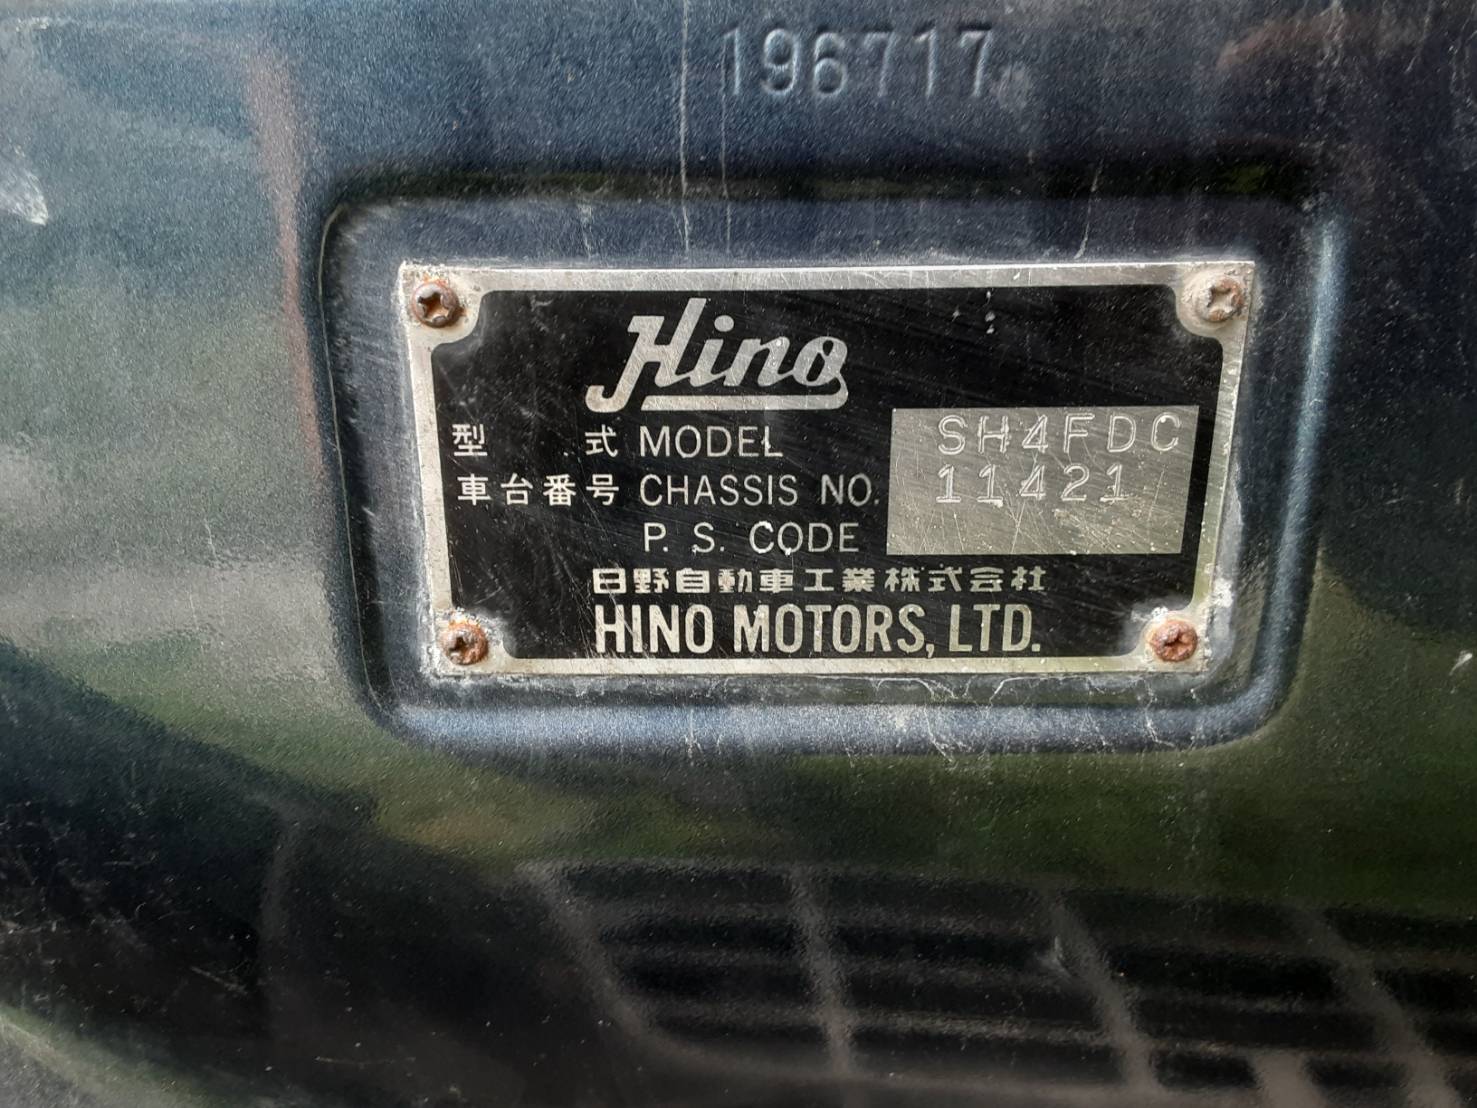 196717
Hino
型 式 MODEL SH4FDC
車台番号 CHASSIS NO. 11421
P. S. CODE
日野自動車工業株式会社
HINO MOTORS, LTD.